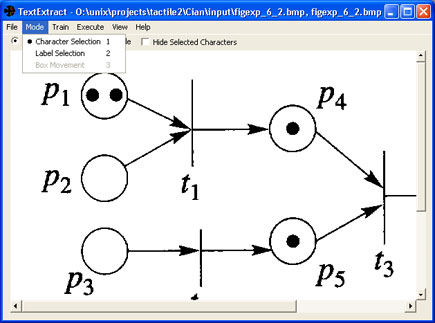 TextExtract - O:\unix\projects\tactile2\Cian\input\figexp_6_2.bmp, figexp_6_2.bmp
File Mode Train Execute View Help
Character Selection 1
Label Selection 2
Box Movement 3
Hide Selected Characters
p1
p4
p2
t1
p3
p5
t3